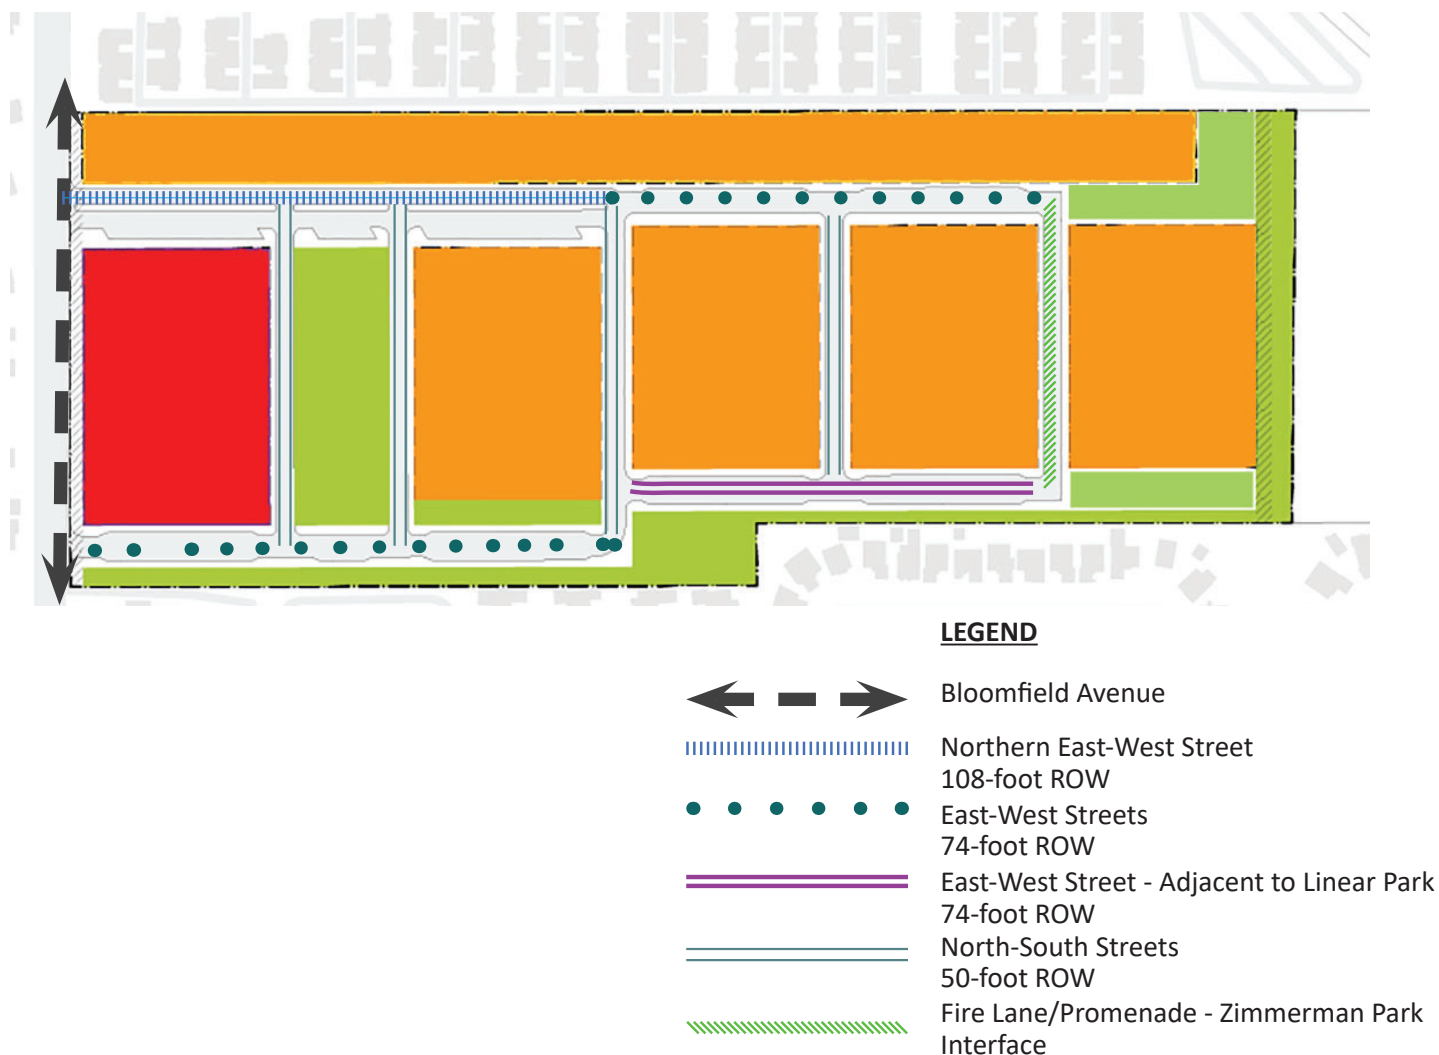 LEGEND
Bloomfield Avenue
Northern East-West Street
108-foot ROW
East-West Streets
74-foot ROW
East-West Street - Adjacent to Linear Park
74-foot ROW
North-South Streets
50-foot ROW
Fire Lane/Promenade - Zimmerman Park
Interface